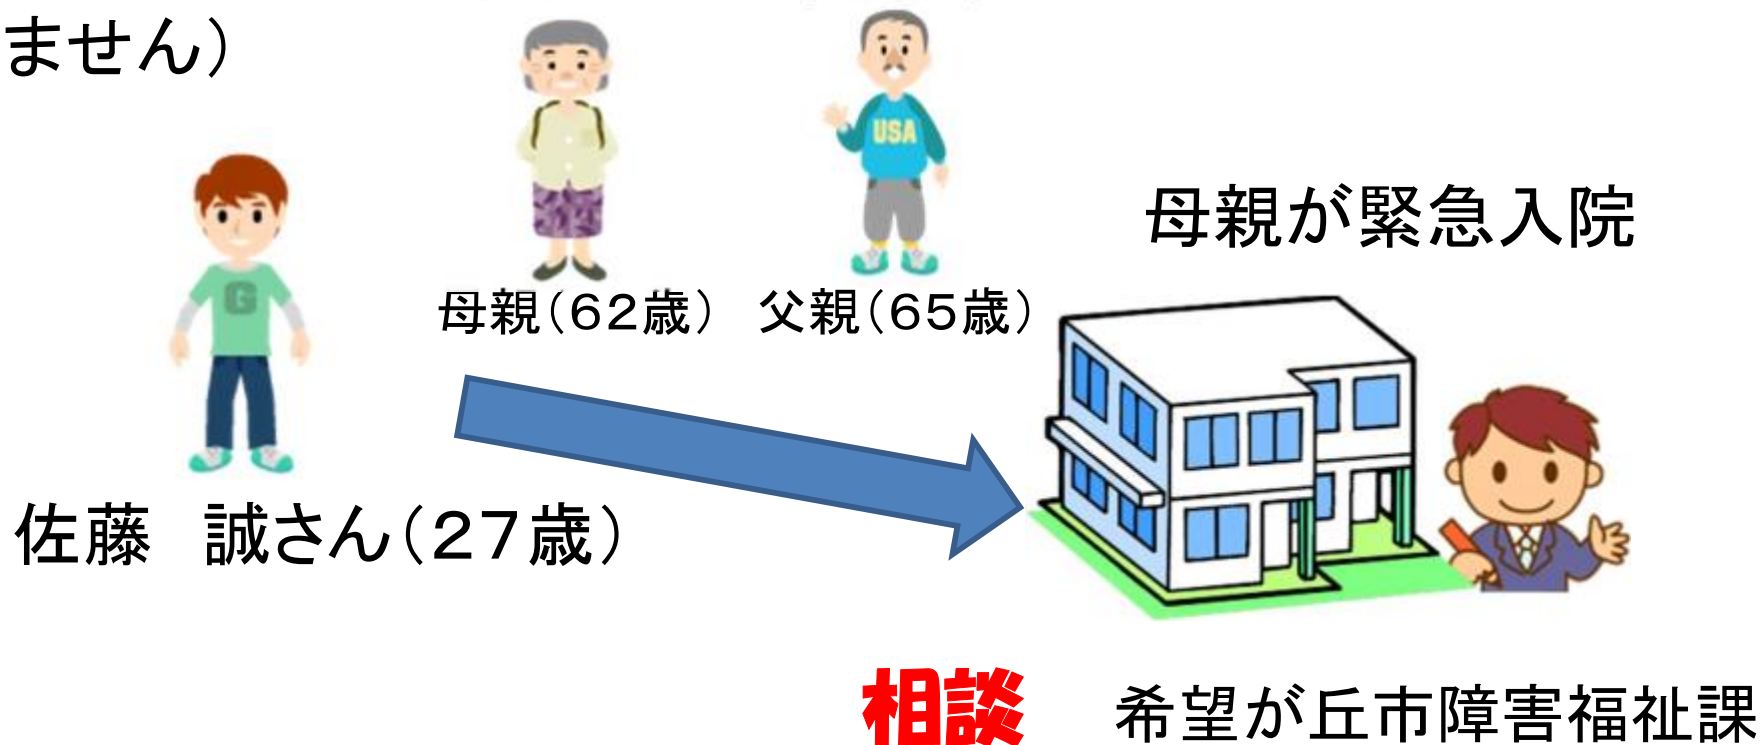 ません)
USA
G
母親が緊急入院
母親(62歳) 父親(65歳)
佐藤 誠さん(27歳)
相談 希望が丘市障害福祉課